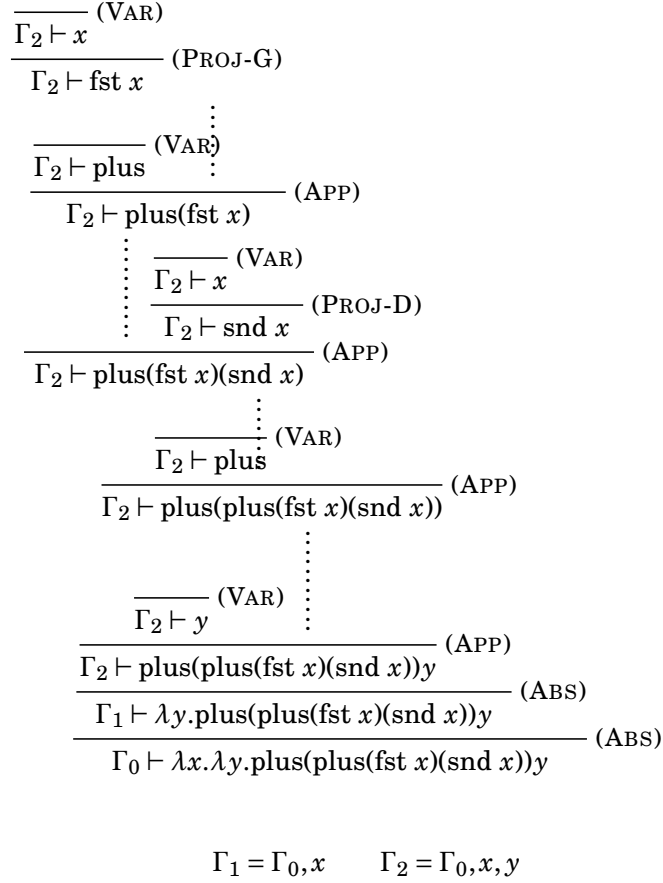 (VAR)
Γ₂ ⊢ x
(PROJ-G)
Γ₂ ⊢ fst x
(VAR)
Γ₂ ⊢ plus
(APP)
Γ₂ ⊢ plus(fst x)
(VAR)
Γ₂ ⊢ x
(PROJ-D)
Γ₂ ⊢ snd x
(APP)
Γ₂ ⊢ plus(fst x)(snd x)
(VAR)
Γ₂ ⊢ plus
(APP)
Γ₂ ⊢ plus(plus(fst x)(snd x))
(VAR)
Γ₂ ⊢ y
(APP)
Γ₂ ⊢ plus(plus(fst x)(snd x))y
(ABS)
Γ₁ ⊢ λy.plus(plus(fst x)(snd x))y
(ABS)
Γ₀ ⊢ λx.λy.plus(plus(fst x)(snd x))y
Γ₁ = Γ₀,x Γ₂ = Γ₀,x,y